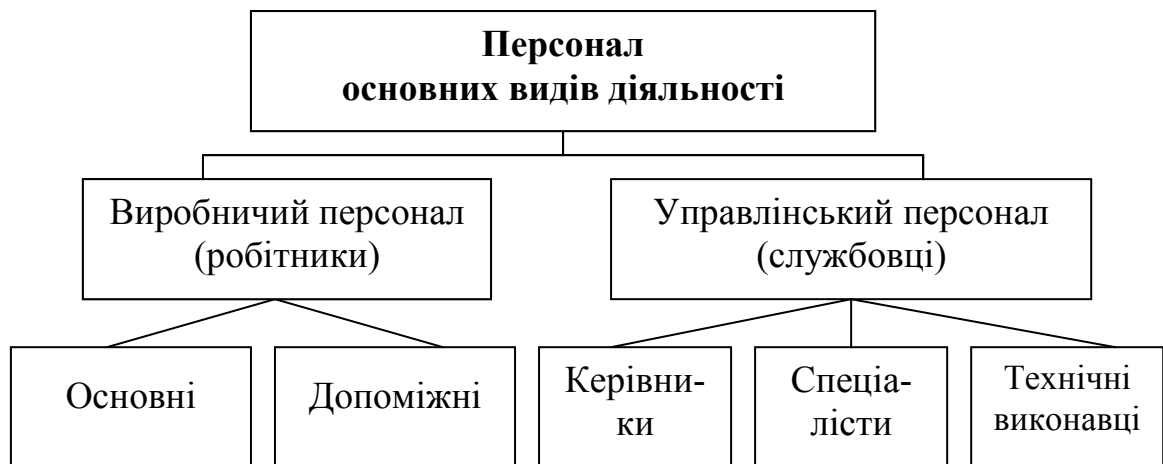 Персонал
основних видів діяльності
Виробничий персонал
(робітники)
Управлінський персонал
(службовці)
Основні
Допоміжні
Керівни-
ки
Спеціа-
лісти
Технічні
виконавці